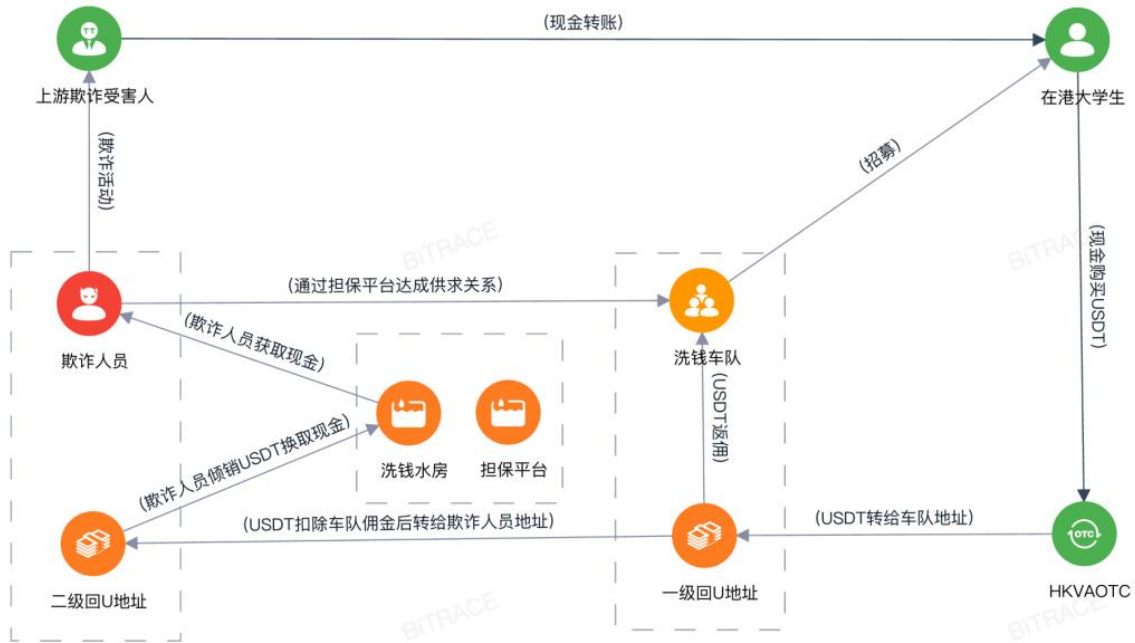 (现金转账)
上游欺诈受害人
在港大学生
(欺诈活动)
(招募)
BITRACE
BITRACE
(现金购买USDT)
(通过担保平台达成供求关系)
欺诈人员
(欺诈人员获取现金)
洗钱车队
(USDT返佣)
(欺诈人员倾销USDT换取现金)
洗钱水房
担保平台
(USDT扣除车队佣金后转给欺诈人员地址)
(USDT转给车队地址)
OTC
二级回U地址
一级回U地址
HKVAOTC
BITRACE
BITRACE